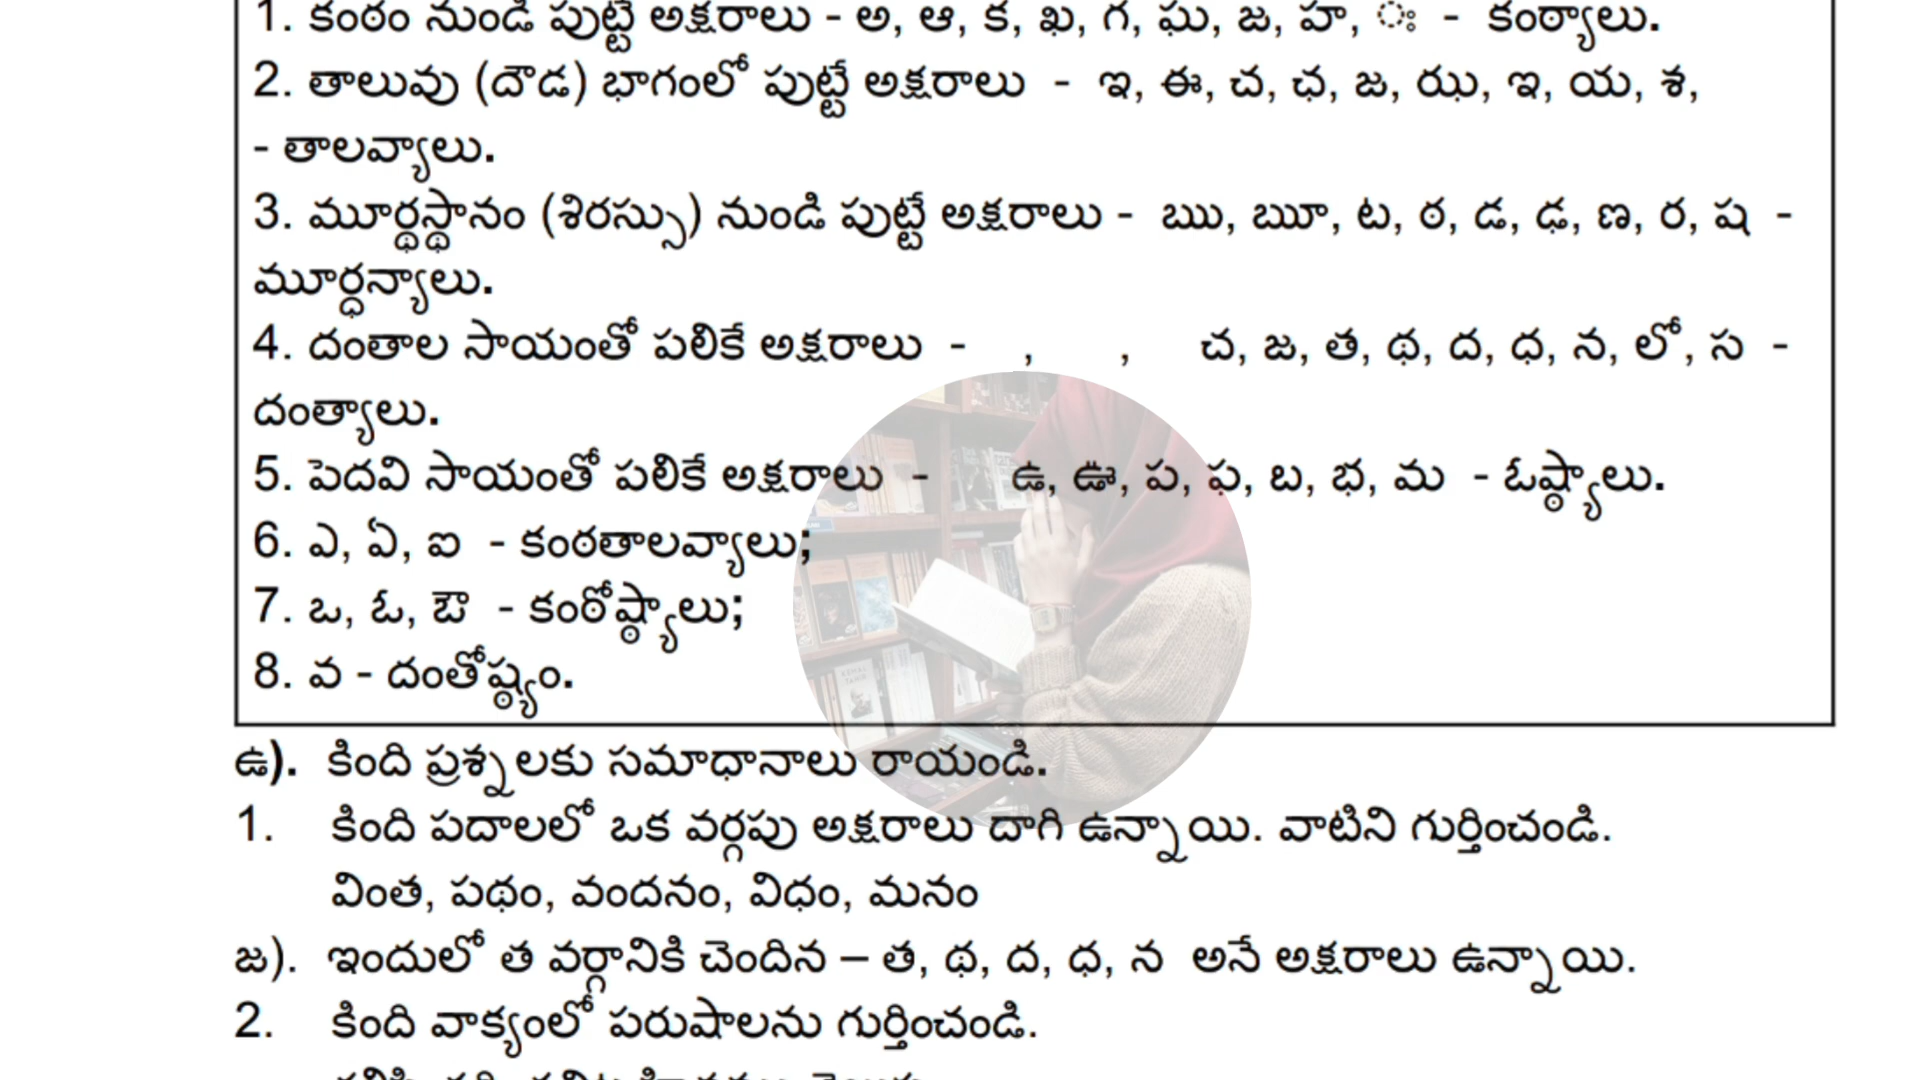 1. కంఠం నుండి పుట్టే అక్షరాలు - అ, ఆ, క, ఖ, గ, ఘ, జ, హ, ః - కంఠ్యాలు.
2. తాలువు (దౌడ) భాగంలో పుట్టే అక్షరాలు - ఇ, ఈ, చ, ఛ, జ, ఝ, ఇ, య, శ,
- తాలవ్యాలు.
3. మూర్థస్థానం (శిరస్సు) నుండి పుట్టే అక్షరాలు - ఋ, ౠ, ట, ఠ, డ, ఢ, ణ, ర, ష -
మూర్ధన్యాలు.
4. దంతాల సాయంతో పలికే అక్షరాలు - , , చ, జ, త, థ, ద, ధ, న, లో, స -
దంత్యాలు.
5. పెదవి సాయంతో పలికే అక్షరాలు - ఉ, ఊ, ప, ఫ, బ, భ, మ - ఓష్ఠ్యాలు.
6. ఎ, ఏ, ఐ - కంఠతాలవ్యాలు;
7. ఒ, ఓ, ఔ - కంఠోష్ఠ్యాలు;
8. వ - దంతోష్ఠ్యం.
ఉ). కింది ప్రశ్నలకు సమాధానాలు రాయండి.
1. కింది పదాలలో ఒక వర్గపు అక్షరాలు దాగి ఉన్నాయి. వాటిని గుర్తించండి.
వింత, పథం, వందనం, విధం, మనం
జ). ఇందులో త వర్గానికి చెందిన – త, థ, ద, ధ, న అనే అక్షరాలు ఉన్నాయి.
2. కింది వాక్యంలో పరుషాలను గుర్తించండి.